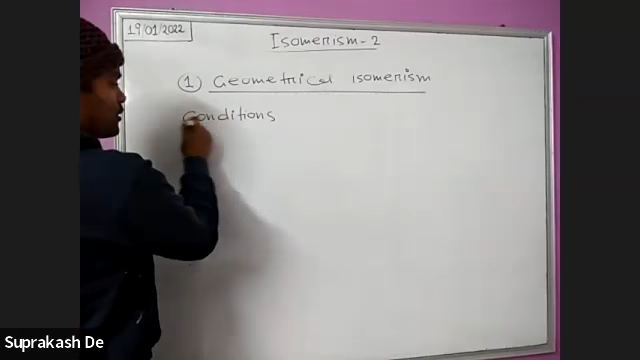 19/01/2022
Isomerism-2
① Geometrical isomerism
Conditions
Suprakash De